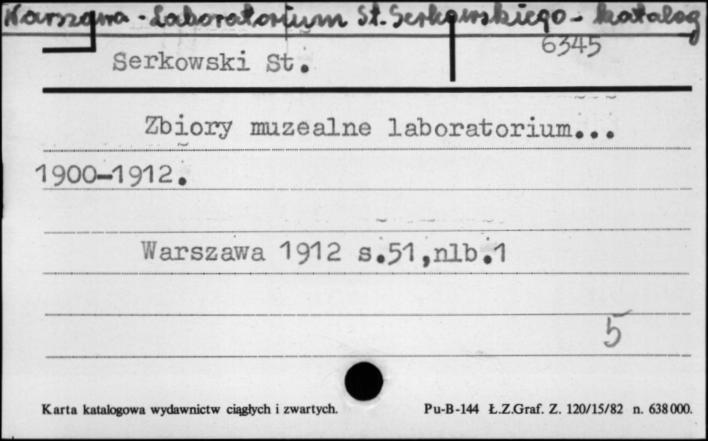 Warszawa - Laboratorium St. Serkowskiego - katalog
6345
Serkowski St.
Zbiory muzealne laboratorium...
1900-1912.
Warszawa 1912 s.51,nlb.1
5
Karta katalogowa wydawnictw ciągłych i zwartych. Pu-B-144 Ł.Z.Graf. Z. 120/15/82 n. 638000.